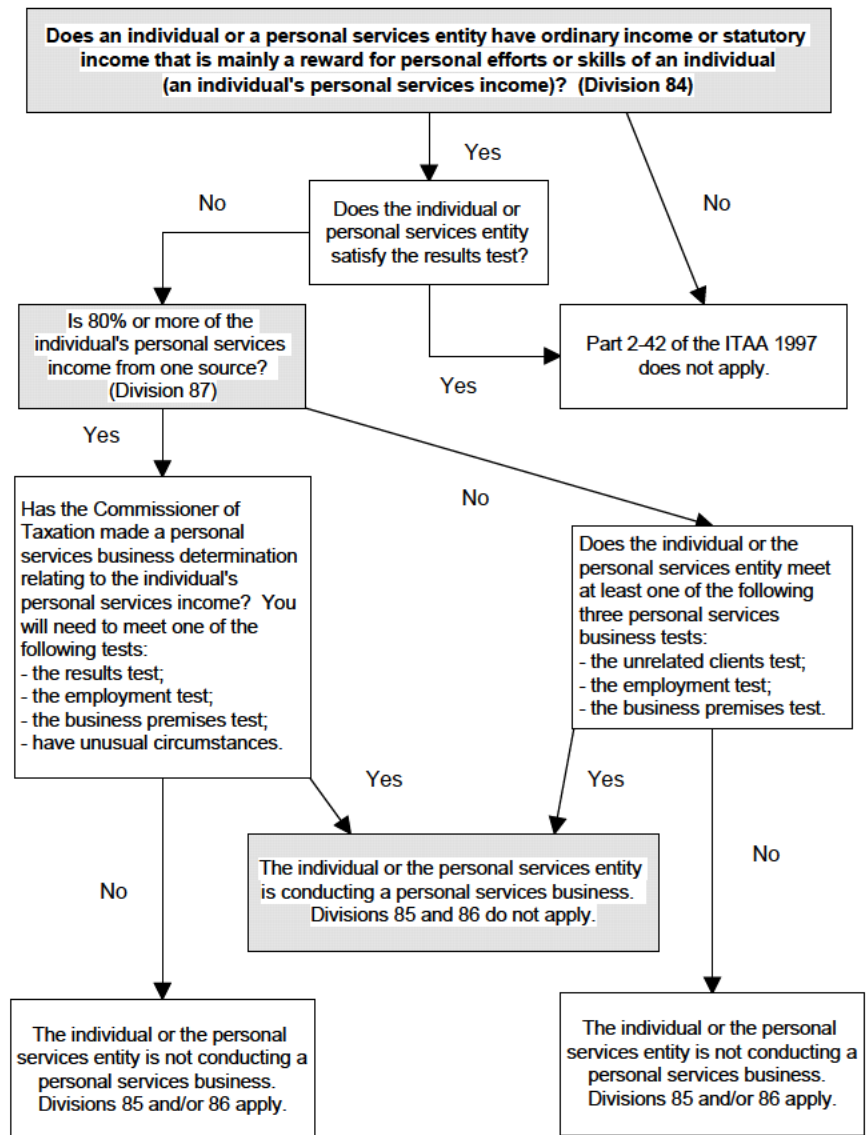 Does an individual or a personal services entity have ordinary income or statutory
income that is mainly a reward for personal efforts or skills of an individual
(an individual's personal services income)? (Division 84)
Yes
No
No
Does the individual or
personal services entity
satisfy the results test?
Is 80% or more of the
individual's personal services
income from one source?
(Division 87)
Yes
Part 2-42 of the ITAA 1997
does not apply.
Yes
No
Has the Commissioner of
Taxation made a personal
services business determination
relating to the individual's
personal services income? You
will need to meet one of the
following tests:
- the results test;
- the employment test;
- the business premises test;
- have unusual circumstances.
Does the individual or the
personal services entity meet
at least one of the following
three personal services
business tests:
- the unrelated clients test;
- the employment test;
- the business premises test.
Yes
Yes
No
No
The individual or the personal services entity
is conducting a personal services business.
Divisions 85 and 86 do not apply.
The individual or the personal
services entity is not conducting a
personal services business.
Divisions 85 and/or 86 apply.
The individual or the personal
services entity is not conducting a
personal services business.
Divisions 85 and/or 86 apply.